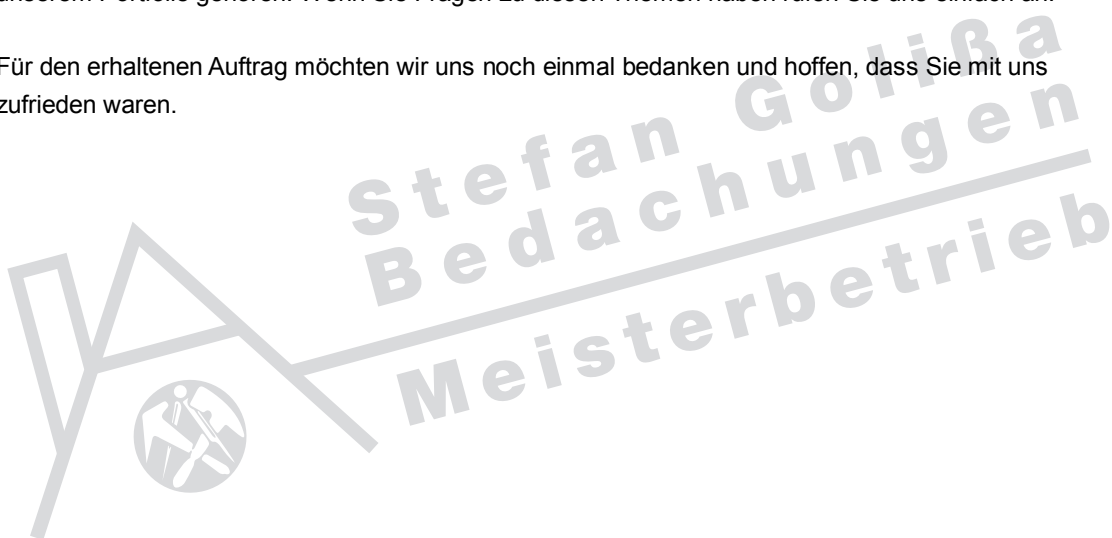 Für den erhaltenen Auftrag möchten wir uns noch einmal bedanken und hoffen, dass Sie mit uns
zufrieden waren.
Stefan Golißa
Bedachungen
Meisterbetrieb